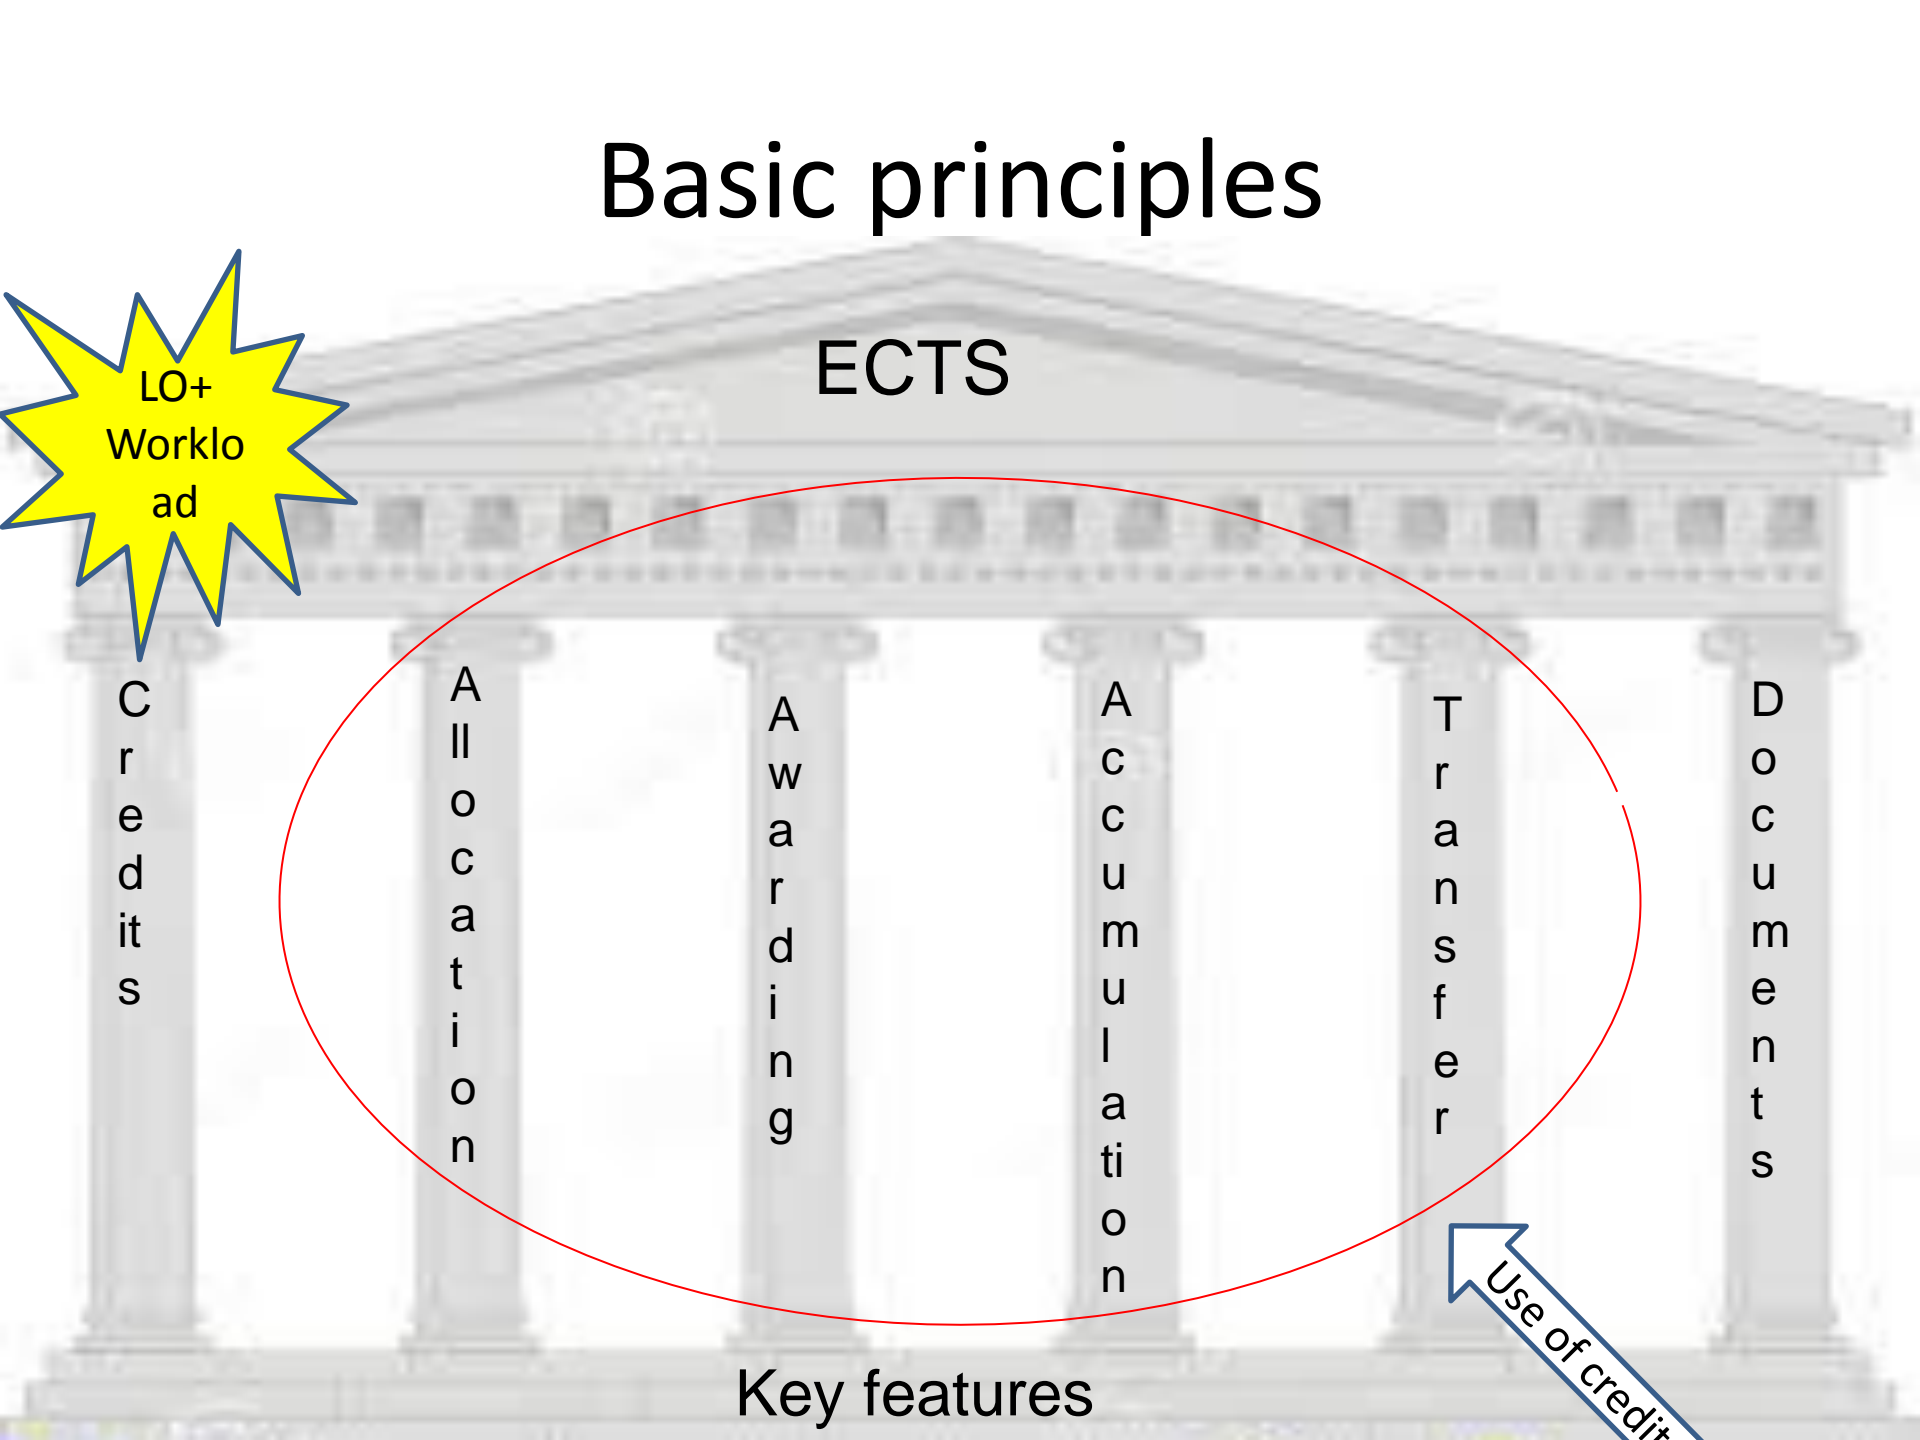 Basic principles
ECTS
LO+
Worklo
ad
C
r
e
d
it
s
A
ll
o
c
a
t
i
o
n
A
w
a
r
d
i
n
g
A
c
c
u
m
u
l
a
ti
o
n
T
r
a
n
s
f
e
r
D
o
c
u
m
e
n
t
s
Use of credit
Key features